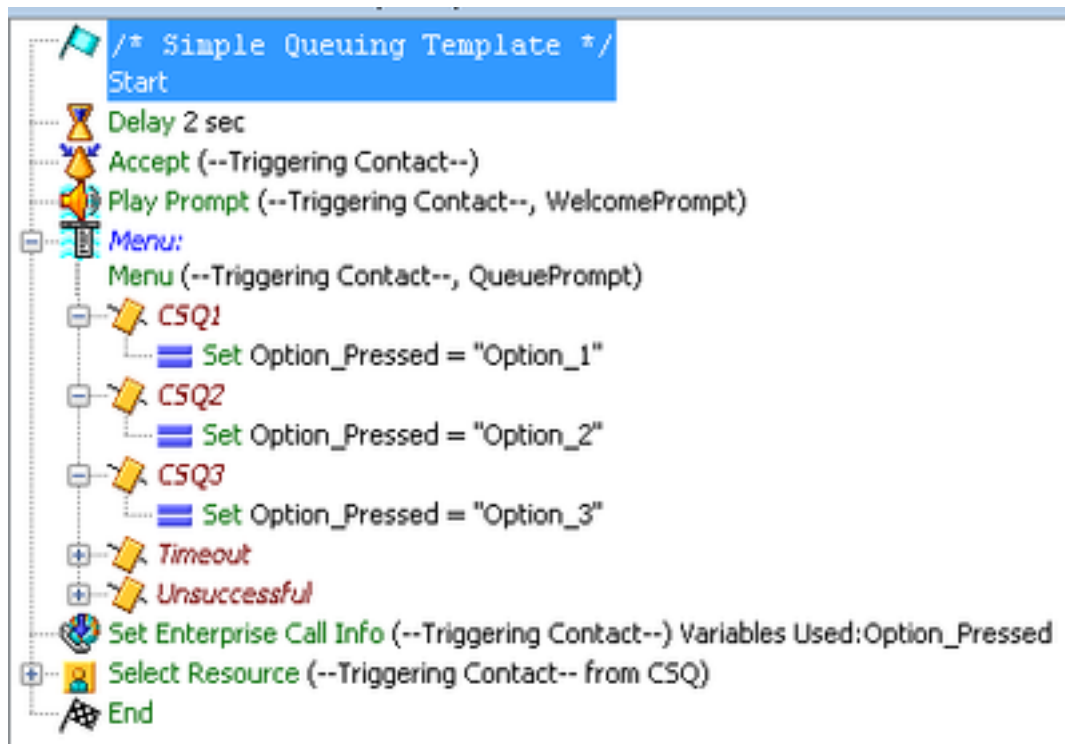 /* Simple Queuing Template */
Start
Delay 2 sec
Accept (--Triggering Contact--)
Play Prompt (--Triggering Contact--, WelcomePrompt)
Menu:
Menu (--Triggering Contact--, QueuePrompt)
CSQ1
Set Option_Pressed = "Option_1"
CSQ2
Set Option_Pressed = "Option_2"
CSQ3
Set Option_Pressed = "Option_3"
Timeout
Unsuccessful
Set Enterprise Call Info (--Triggering Contact--) Variables Used:Option_Pressed
Select Resource (--Triggering Contact-- from CSQ)
End